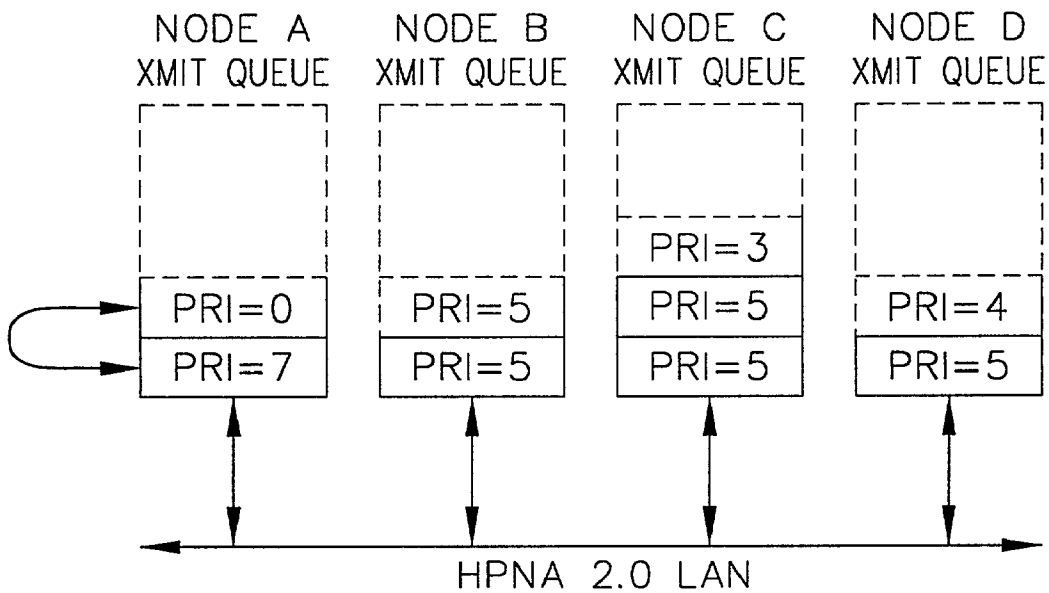 NODE A
XMIT QUEUE
NODE B
XMIT QUEUE
NODE C
XMIT QUEUE
NODE D
XMIT QUEUE
PRI=0
PRI=7
PRI=5
PRI=5
PRI=3
PRI=5
PRI=5
PRI=4
PRI=5
HPNA 2.0 LAN